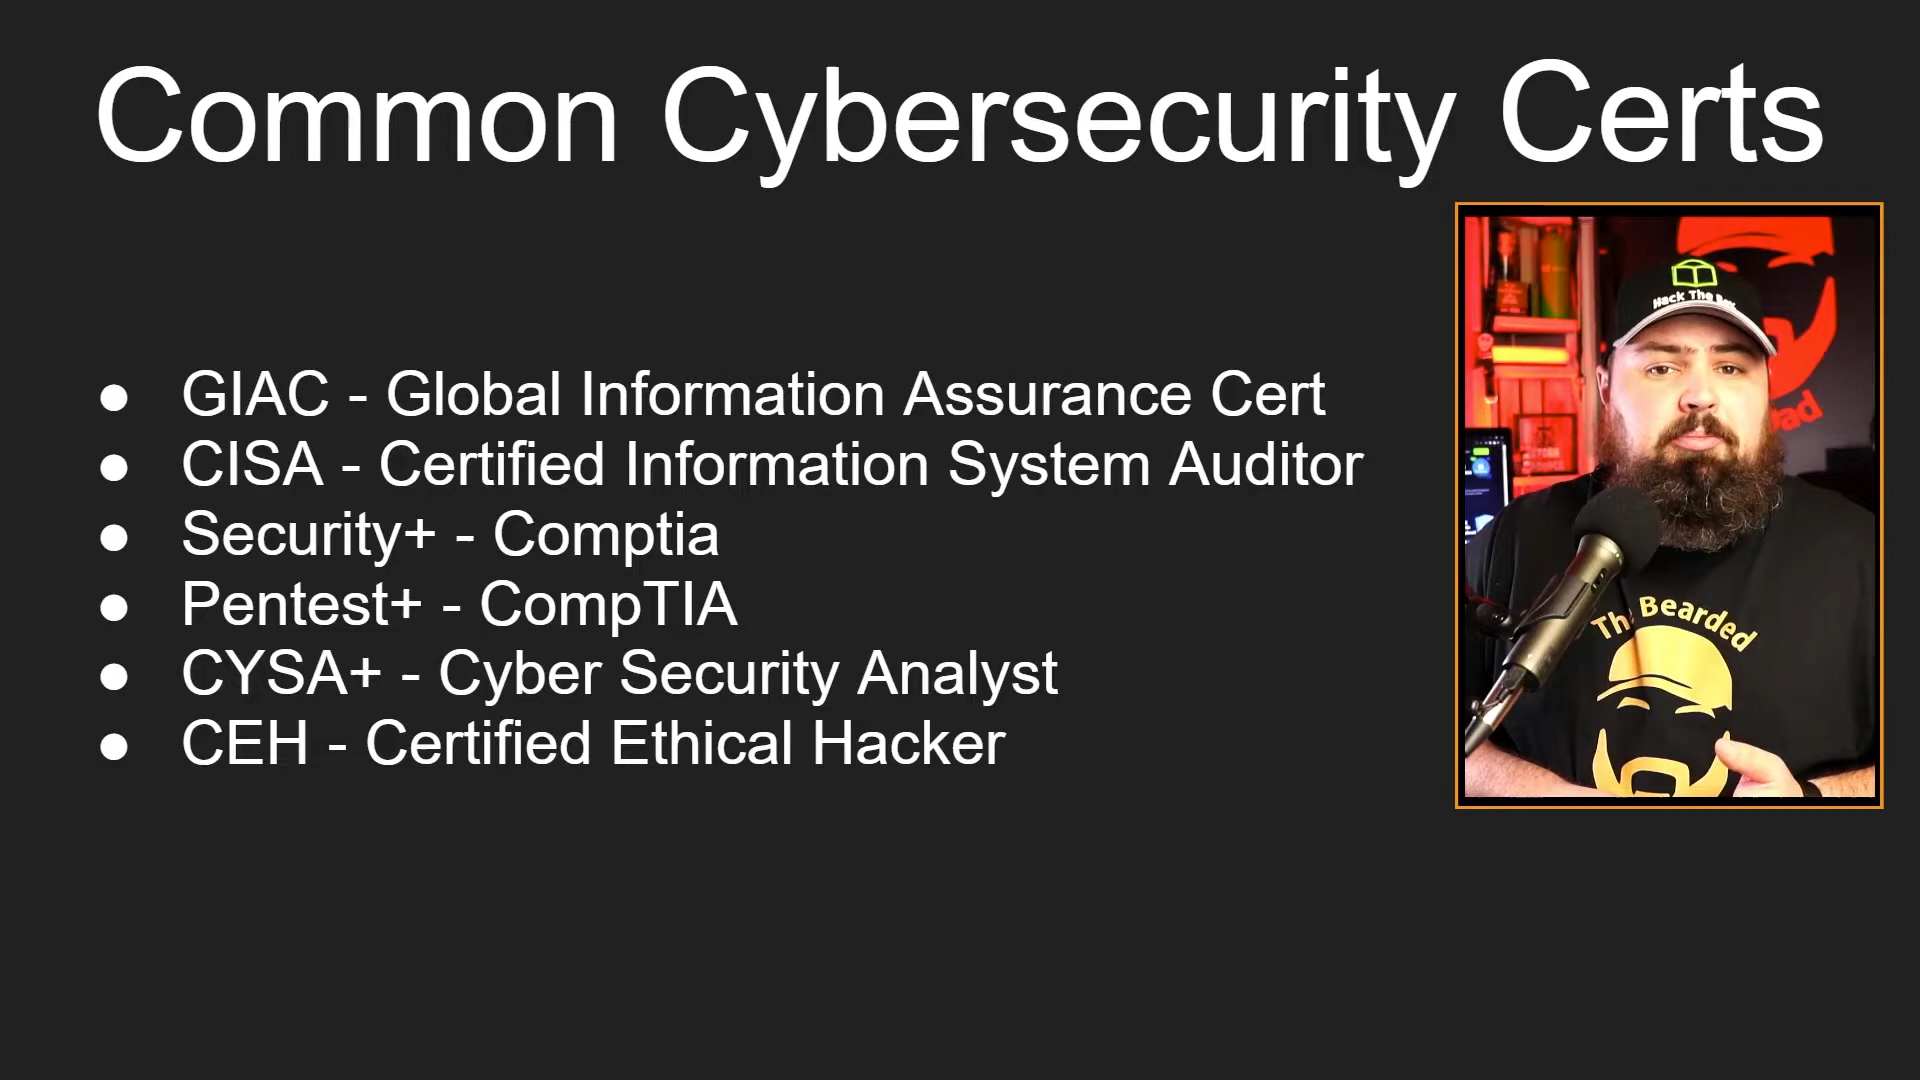 Common Cybersecurity Certs
● GIAC - Global Information Assurance Cert
● CISA - Certified Information System Auditor
● Security+ - Comptia
● Pentest+ - CompTIA
● CYSA+ - Cyber Security Analyst
● CEH - Certified Ethical Hacker
Hack The Box
The Bearded